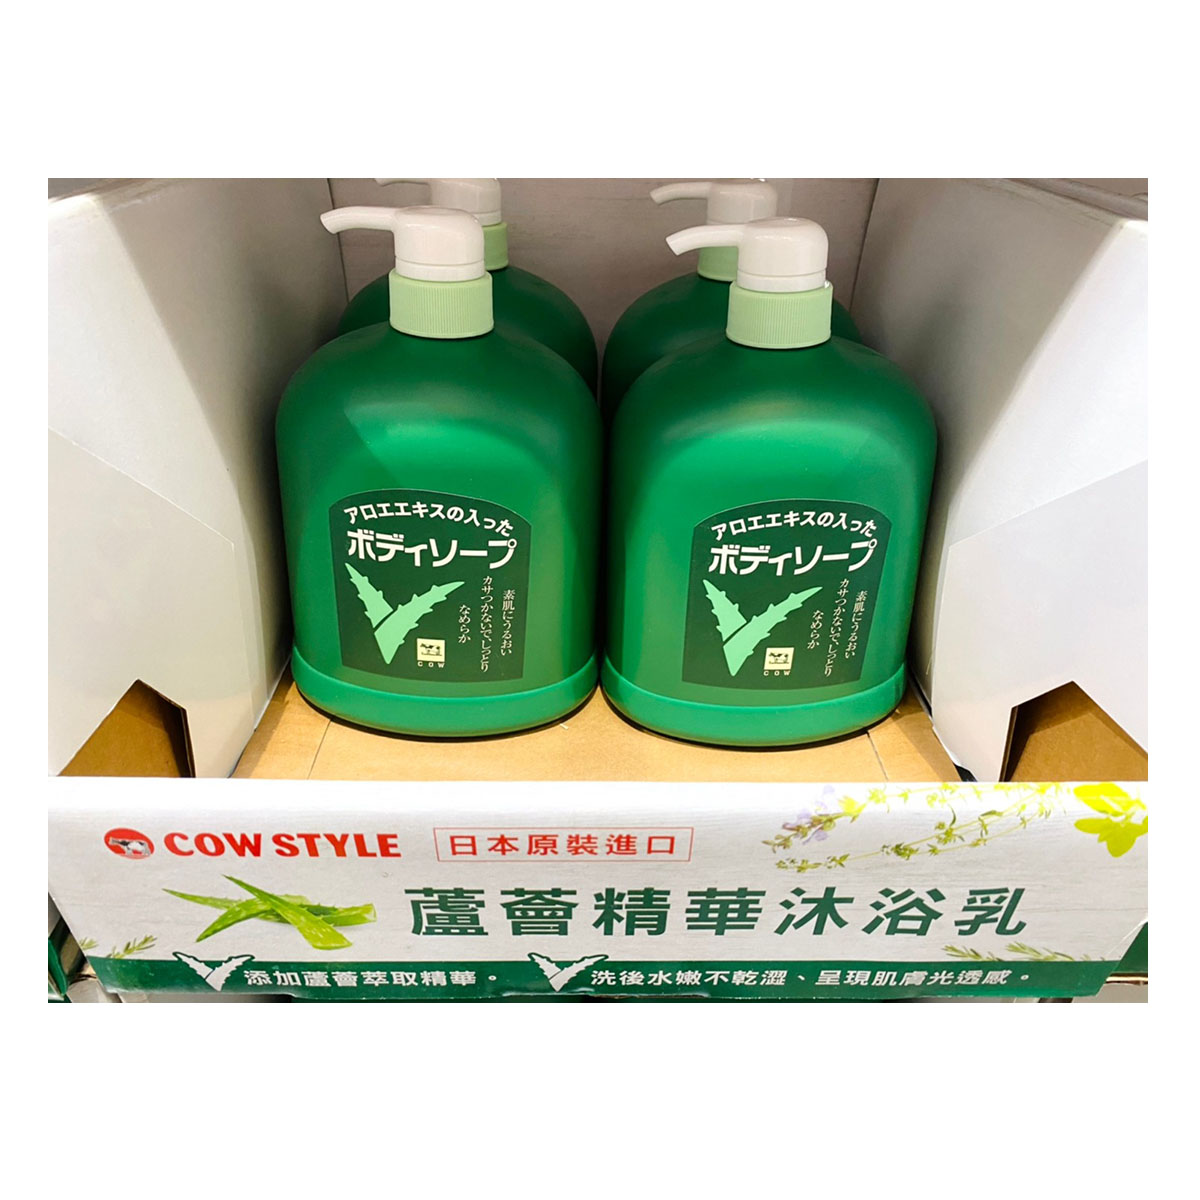 アロエエキスの入った
ボディソープ
素肌にうるおい
カサつかないで、しっとり
なめらか
COW
アロエエキスの入った
ボディソープ
素肌にうるおい
カサつかないで、しっとり
なめらか
COW
COW STYLE 日本原裝進口
蘆薈精華沐浴乳
添加蘆薈萃取精華。 洗後水嫩不乾澀、呈現肌膚光透感。